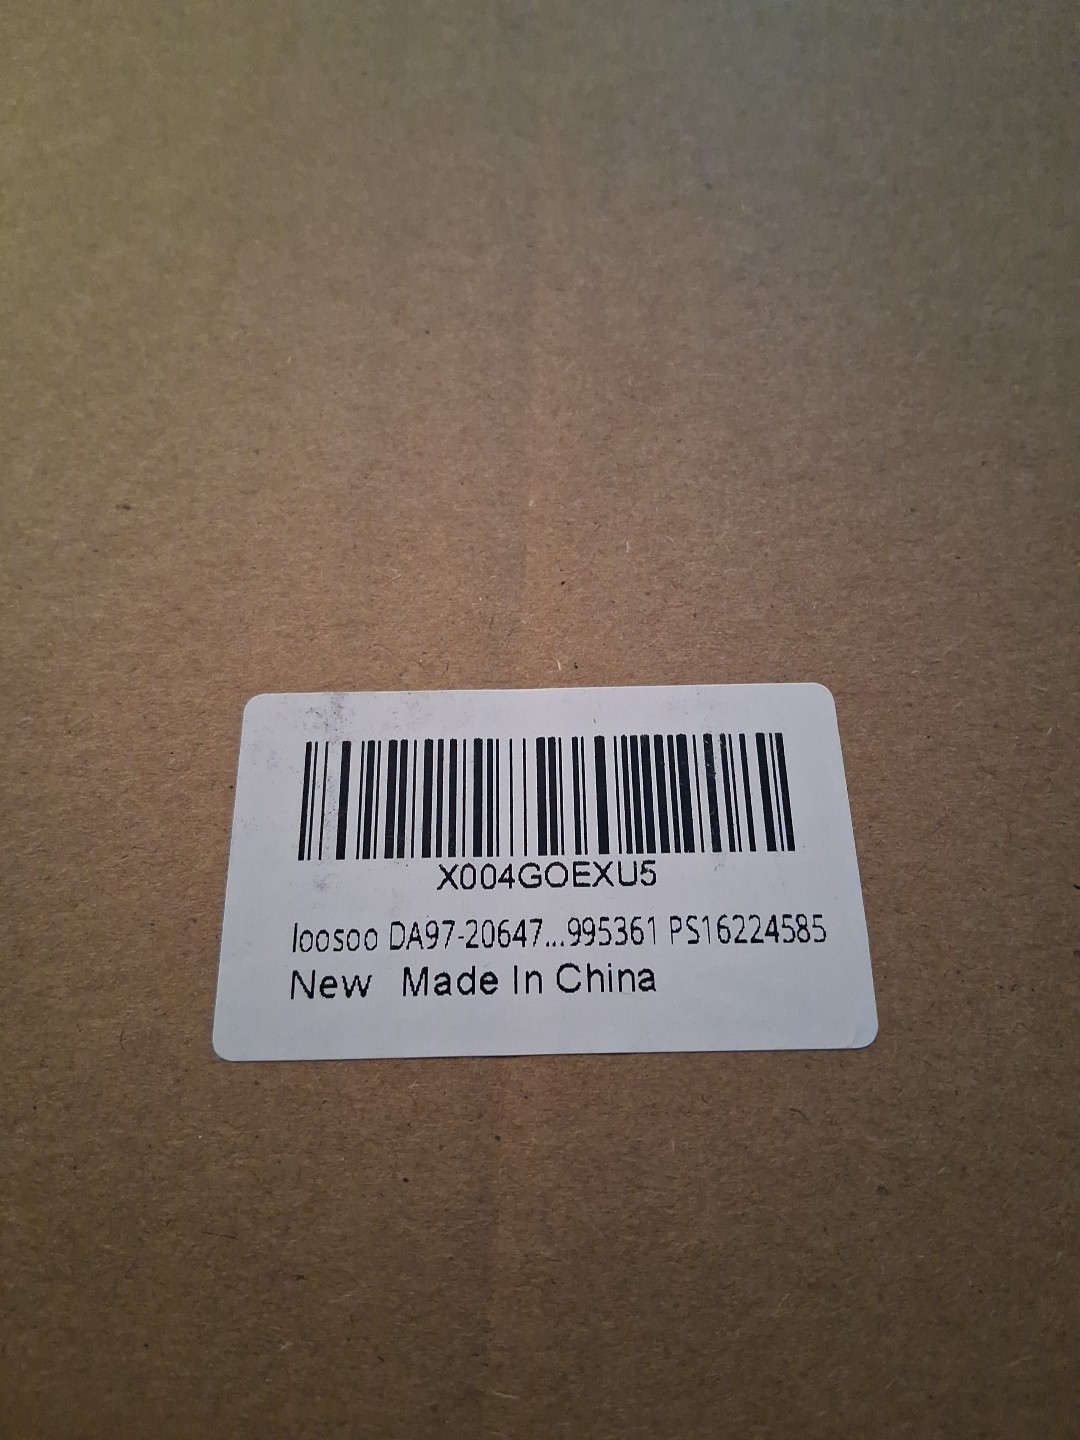 X004GOEXU5
loosoo DA97-20647...995361 PS16224585
New Made In China